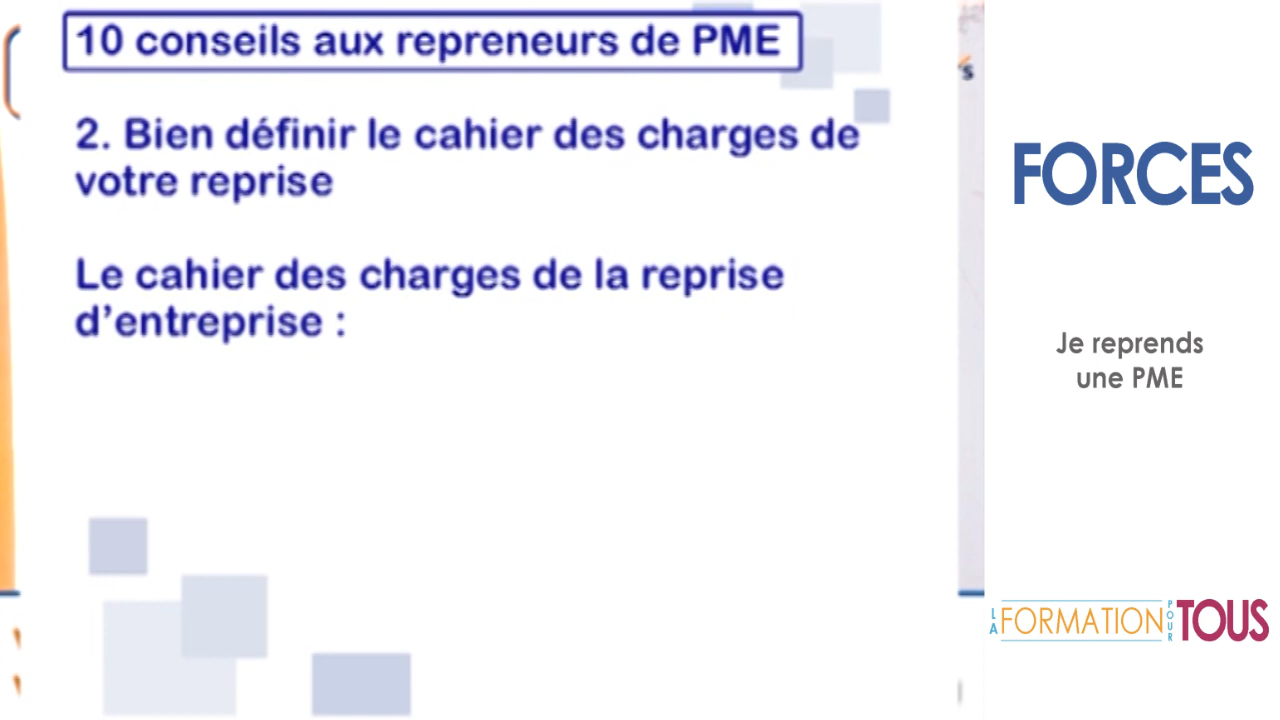 10 conseils aux repreneurs de PME
2. Bien définir le cahier des charges de
votre reprise
Le cahier des charges de la reprise
d’entreprise :
FORCES
Je reprends
une PME
LA FORMATION POUR TOUS